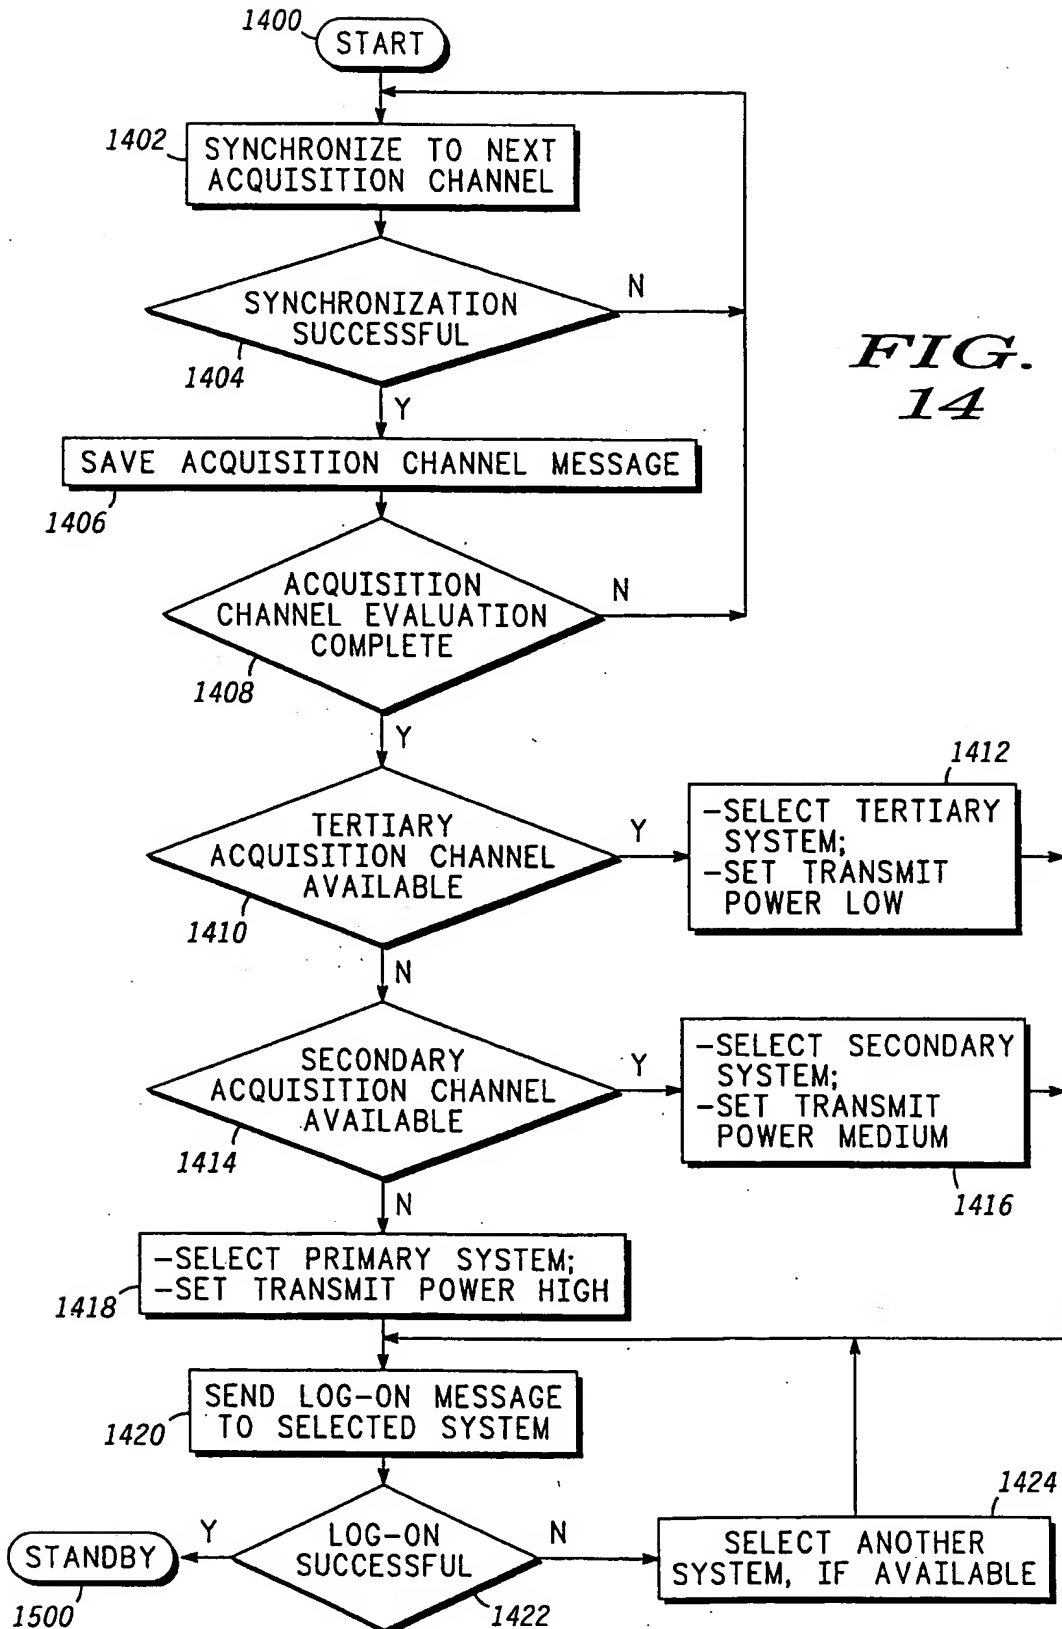 1400
START
1402
SYNCHRONIZE TO NEXT
ACQUISITION CHANNEL
SYNCHRONIZATION
SUCCESSFUL
N
1404
Y
FIG.
14
SAVE ACQUISITION CHANNEL MESSAGE
1406
ACQUISITION
CHANNEL EVALUATION
COMPLETE
N
1408
Y
TERTIARY
ACQUISITION CHANNEL
AVAILABLE
Y
1410
N
1412
-SELECT TERTIARY
SYSTEM;
-SET TRANSMIT
POWER LOW
SECONDARY
ACQUISITION CHANNEL
AVAILABLE
Y
1414
N
-SELECT SECONDARY
SYSTEM;
-SET TRANSMIT
POWER MEDIUM
1416
-SELECT PRIMARY SYSTEM;
-SET TRANSMIT POWER HIGH
1418
SEND LOG-ON MESSAGE
TO SELECTED SYSTEM
1420
LOG-ON
SUCCESSFUL
Y
N
1422
STANDBY
1500
1424
SELECT ANOTHER
SYSTEM, IF AVAILABLE